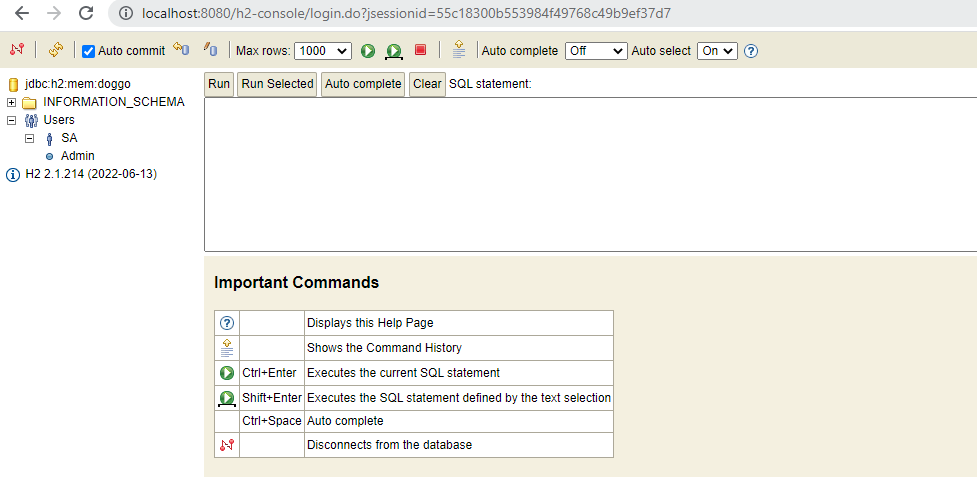 localhost:8080/h2-console/login.do?jsessionid=55c18300b553984f49768c49b9ef37d7
Auto commit Max rows: 1000 Auto complete Off Auto select On
jdbc:h2:mem:doggo
INFORMATION_SCHEMA
Users
SA
Admin
H2 2.1.214 (2022-06-13)
Run Run Selected Auto complete Clear SQL statement:
Important Commands
Displays this Help Page
Shows the Command History
Ctrl+Enter Executes the current SQL statement
Shift+Enter Executes the SQL statement defined by the text selection
Ctrl+Space Auto complete
Disconnects from the database